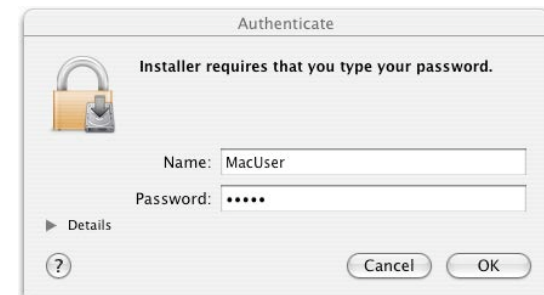 Authenticate
Installer requires that you type your password.
Name: MacUser
Password: •••••
Details
? Cancel OK